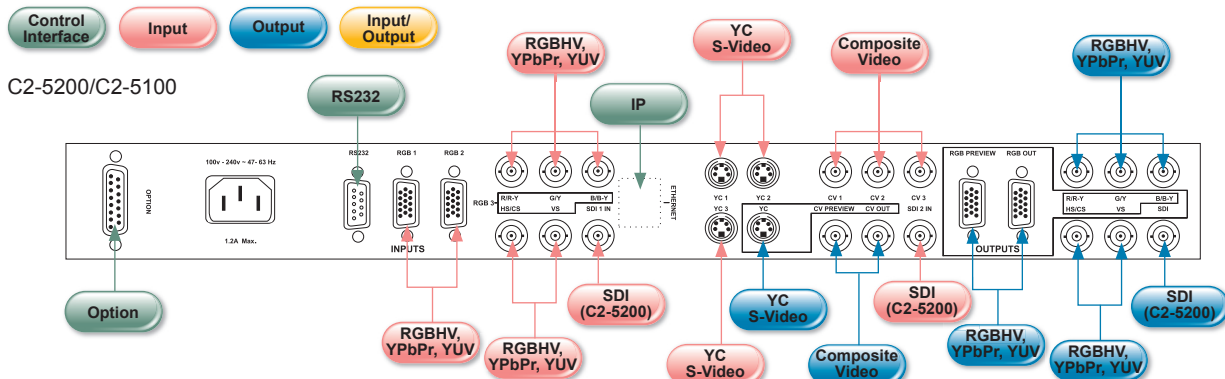 Control
Interface
Input
Output
Input/
Output
C2-5200/C2-5100
RS232
RGBHV,
YPbPr, YUV
IP
YC
S-Video
Composite
Video
RGBHV,
YPbPr, YUV
OPTION
100v - 240v ~ 47- 63 Hz
1.2A Max.
RS232
RGB 1
RGB 2
INPUTS
RGB 3
R/R-Y
G/Y
B/B-Y
HS/CS
VS
SDI 1 IN
ETHERNET
YC 1
YC 2
YC 3
YC
CV 1
CV 2
CV 3
CV PREVIEW
CV OUT
SDI 2 IN
RGB PREVIEW
RGB OUT
OUTPUTS
R/R-Y
G/Y
B/B-Y
HS/CS
VS
SDI
Option
RGBHV,
YPbPr, YUV
RGBHV,
YPbPr, YUV
SDI
(C2-5200)
YC
S-Video
YC
S-Video
Composite
Video
SDI
(C2-5200)
RGBHV,
YPbPr, YUV
RGBHV,
YPbPr, YUV
SDI
(C2-5200)